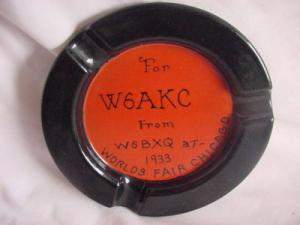 For
W6AKC
From
W6BXQ at-
1933
WORLDS FAIR CHICAGO